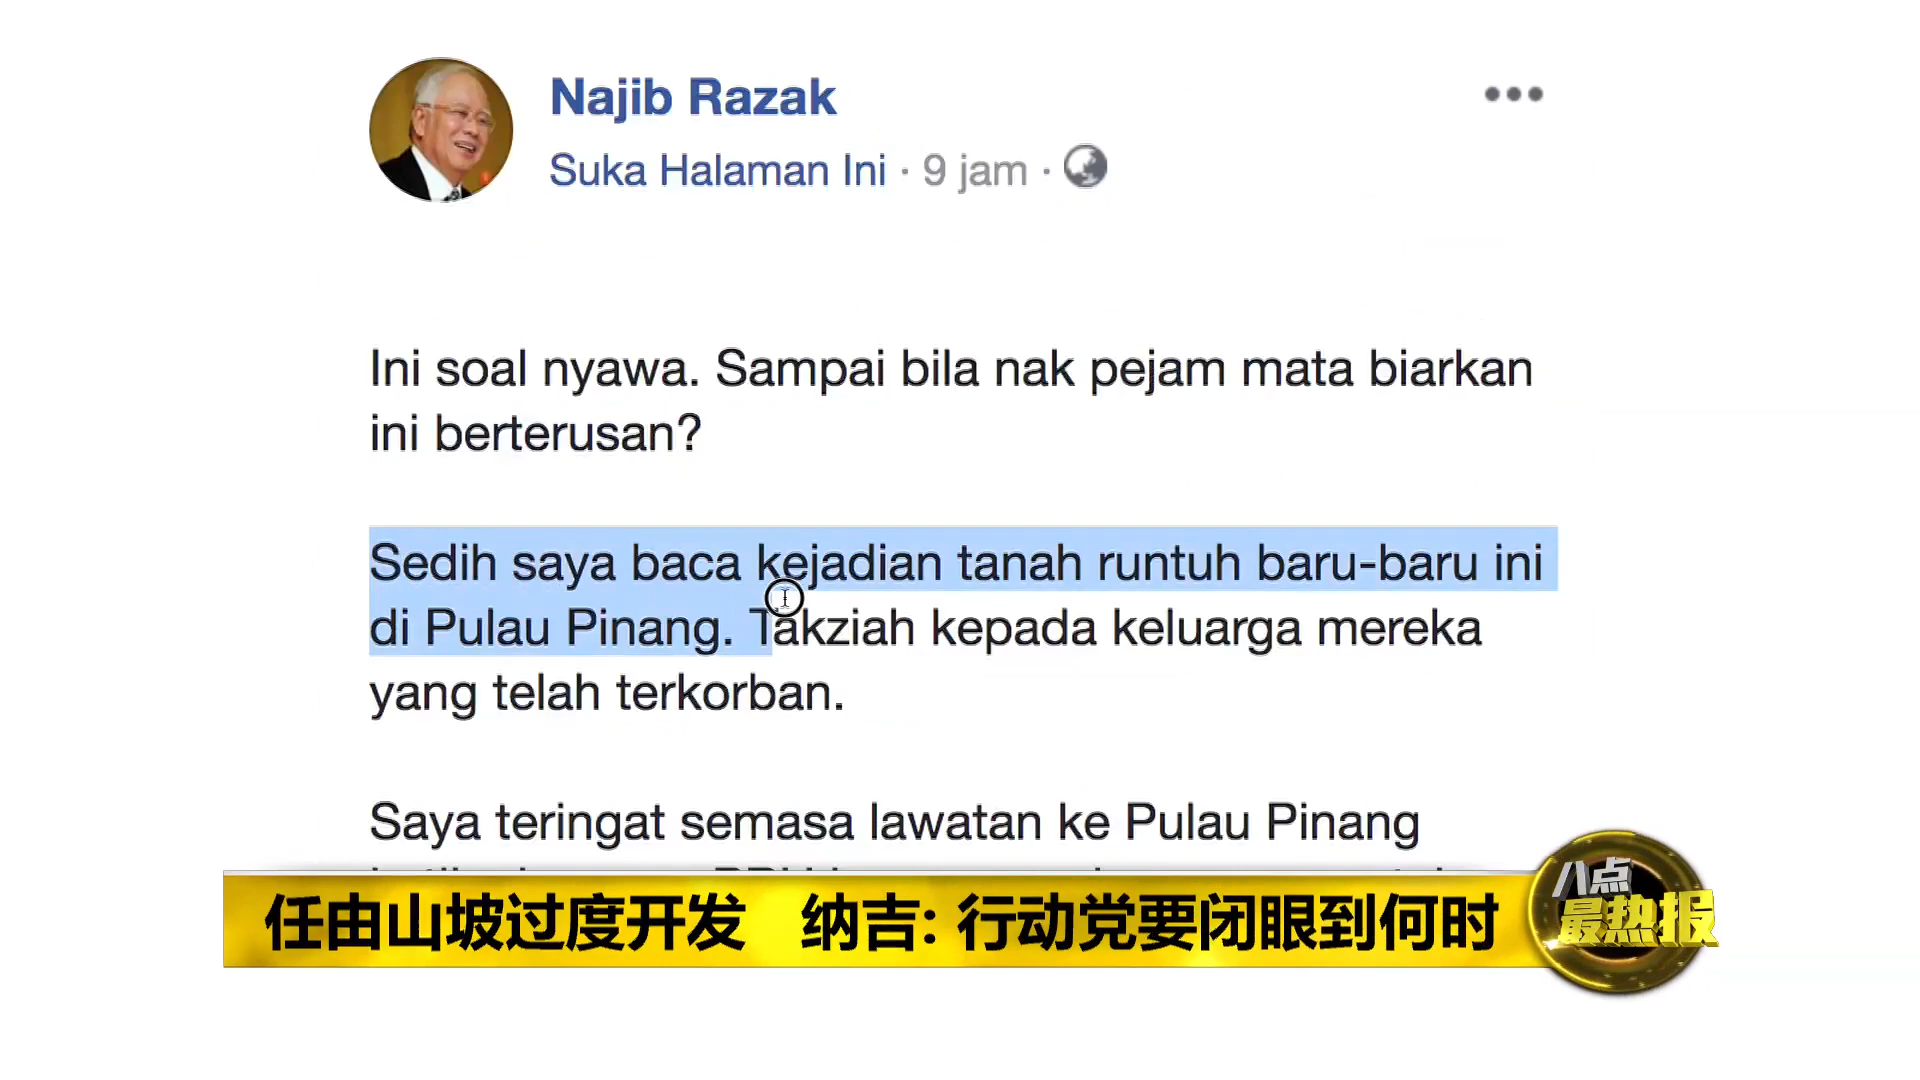 Najib Razak
Suka Halaman Ini · 9 jam ·
Ini soal nyawa. Sampai bila nak pejam mata biarkan
ini berterusan?
Sedih saya baca kejadian tanah runtuh baru-baru ini
di Pulau Pinang. Takziah kepada keluarga mereka
yang telah terkorban.
Saya teringat semasa lawatan ke Pulau Pinang
任由山坡过度开发 纳吉: 行动党要闭眼到何时
八点
最热报